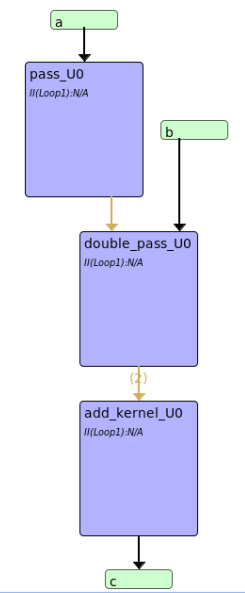 a
pass_U0
II(Loop1):N/A
b
double_pass_U0
II(Loop1):N/A
(2)
add_kernel_U0
II(Loop1):N/A
c